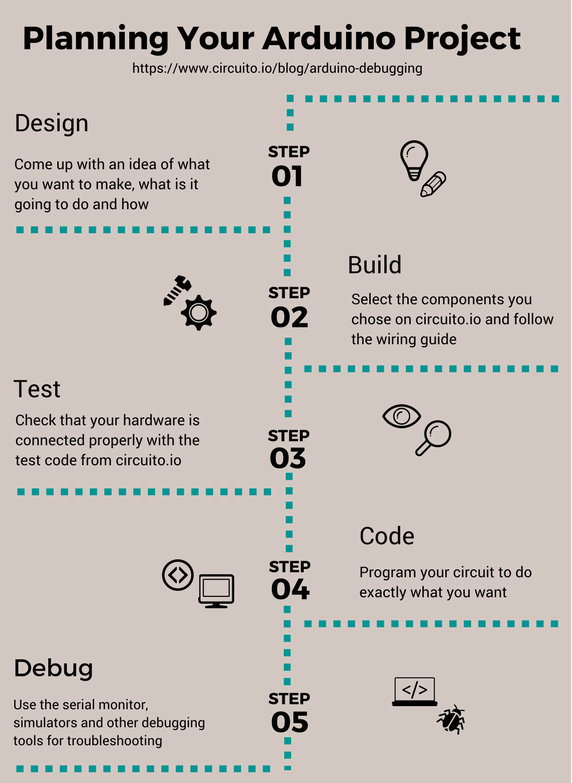 Planning Your Arduino Project
https://www.circuito.io/blog/arduino-debugging
Design
Come up with an idea of what
you want to make, what is it
going to do and how
STEP
01
Build
Select the components you
chose on circuito.io and follow
the wiring guide
STEP
02
Test
Check that your hardware is
connected properly with the
test code from circuito.io
STEP
03
Code
Program your circuit to do
exactly what you want
STEP
04
Debug
Use the serial monitor,
simulators and other debugging
tools for troubleshooting
STEP
05